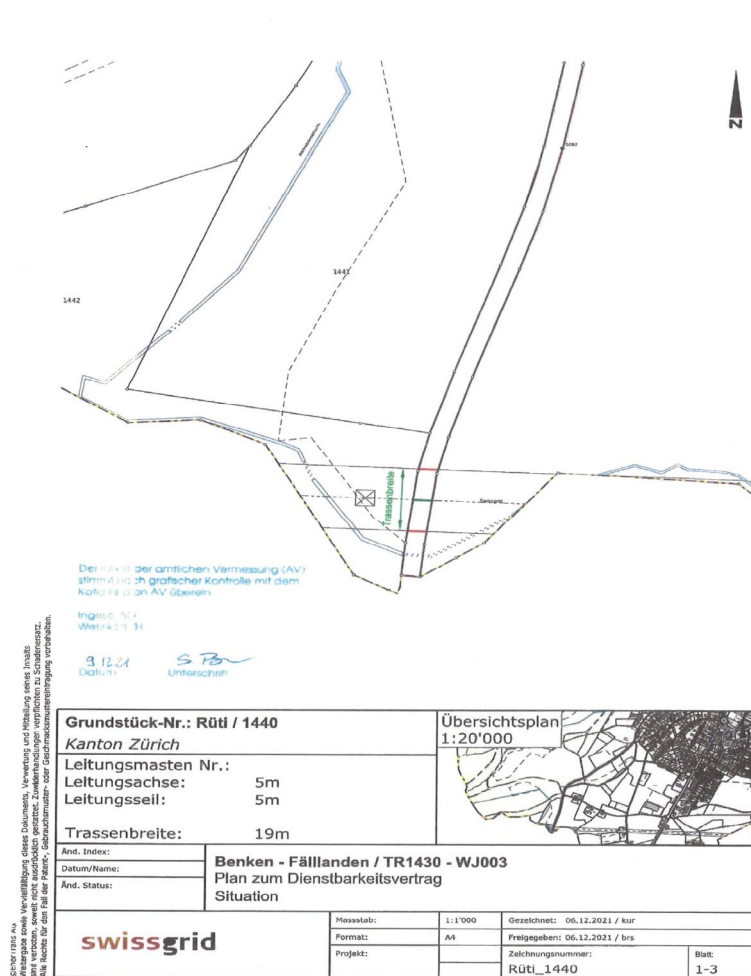 N
5092
1441
1442
Trassenbreite
Der der amtlichen Vermessung (AV)
stimmt nach grafischer Kontrolle mit dem
AV überein
9.12.21
Datum
Unterschrift
Weitergabe sowie Vervielfältigung dieses Dokuments, Verwertung und Mitteilung seines Inhalts
sind verboten, soweit nicht ausdrücklich gestattet. Zuwiderhandlungen verpflichten zu Schadenersatz.
Alle Rechte für den Fall der Patent-, Gebrauchsmuster- oder Geschmacksmustereintragung vorbehalten.
Grundstück-Nr.: Rüti / 1440
Kanton Zürich
Übersichtsplan
1:20'000
Leitungsmasten Nr.:
Leitungsachse: 5m
Leitungsseil: 5m
Trassenbreite: 19m
Änd. Index:
Datum/Name:
Änd. Status:
Benken - Fälllanden / TR1430 - WJ003
Plan zum Dienstbarkeitsvertrag
Situation
swissgrid
Massstab: 1:1'000 Gezeichnet: 06.12.2021 / kur
Format: A4 Freigegeben: 06.12.2021 / brs
Projekt: Zeichnungsnummer: Blatt:
Rüti_1440 1-3